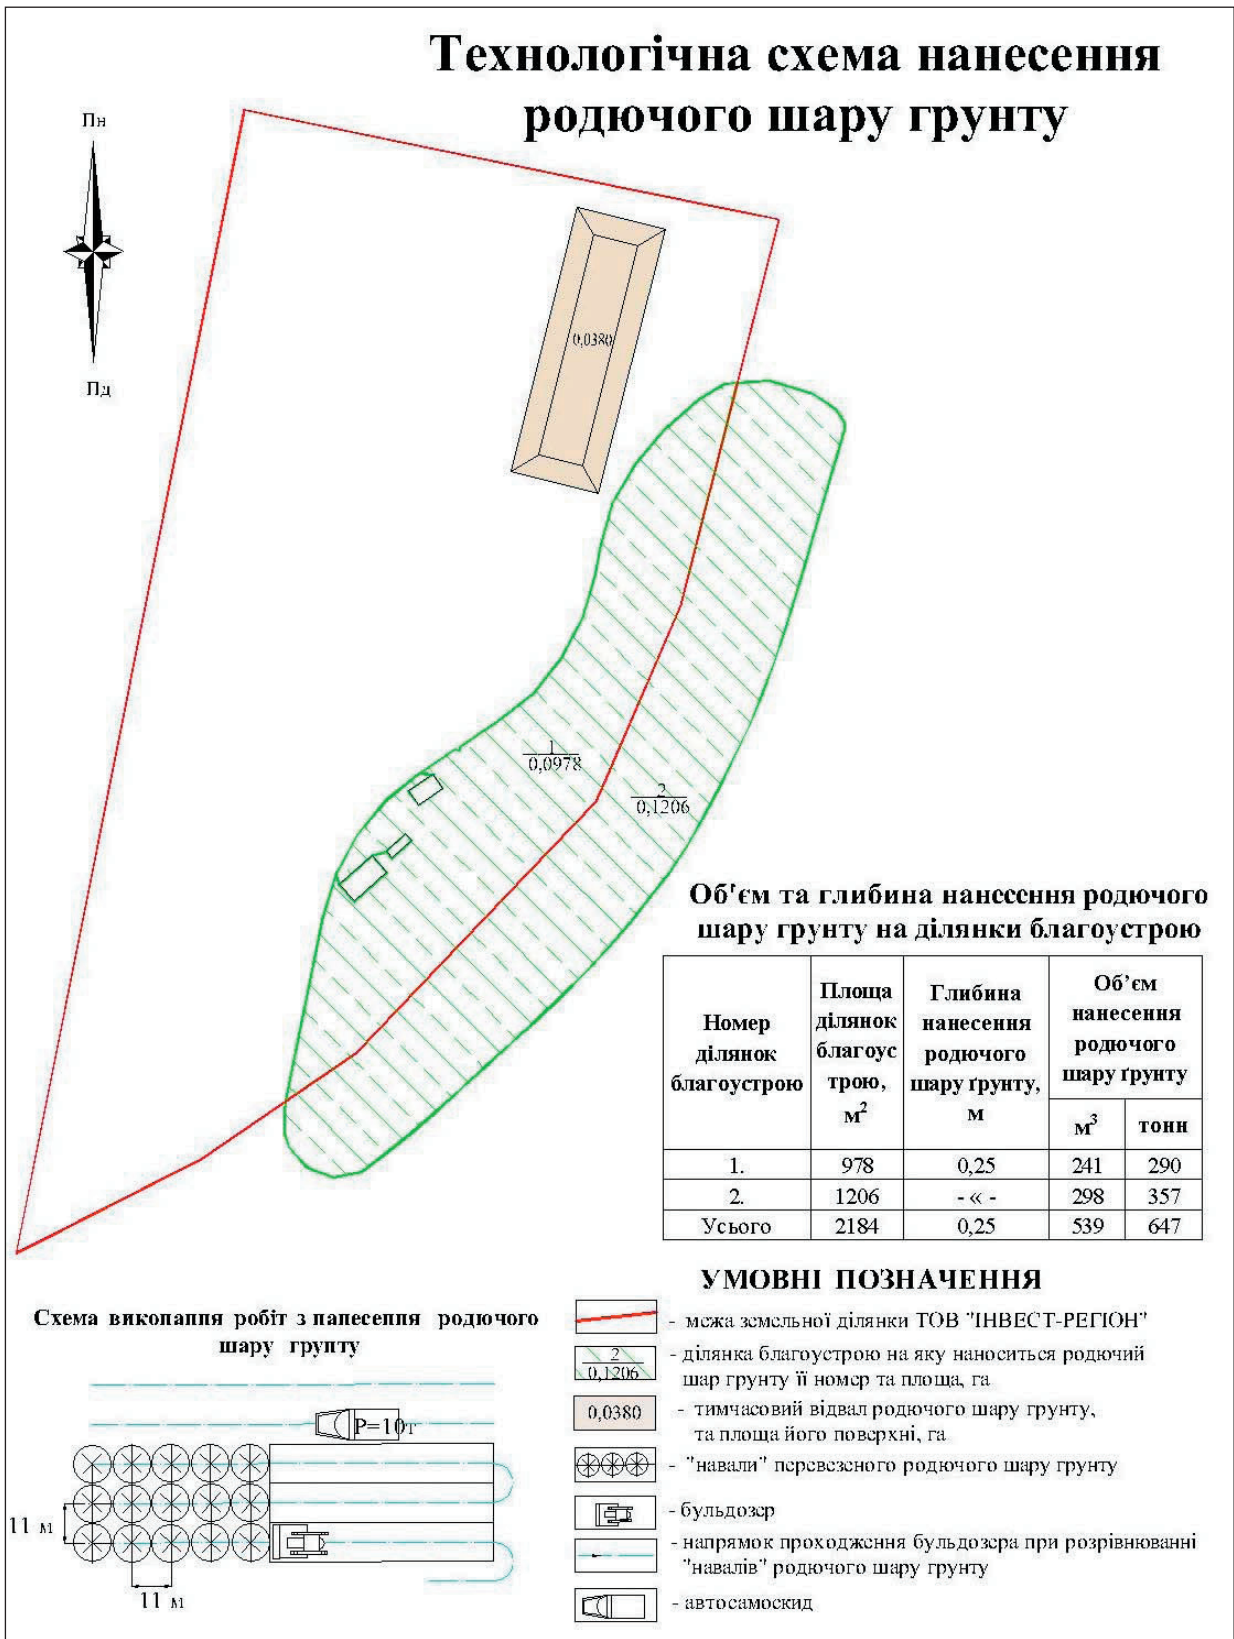 Технологічна схема нанесення
родючого шару грунту
Пн
Пд
0,0380
1
0,0978
2
0,1206
Об'єм та глибина нанесення родючого
шару грунту на ділянки благоустрою
Номер
ділянок
благоустрою
Площа
ділянок
благоус
трою,
м²
Глибина
нанесення
родючого
шару ґрунту,
м
Об’єм
нанесення
родючого
шару ґрунту
м³
тонн
1. 978 0,25 241 290
2. 1206 - « - 298 357
Усього 2184 0,25 539 647
УМОВНІ ПОЗНАЧЕННЯ
- межа земельної ділянки ТОВ "ІНВЕСТ-РЕГІОН"
2
0,1206
- ділянка благоустрою на яку наноситься родючий
шар грунту її номер та площа, га
0,0380
- тимчасовий відвал родючого шару грунту,
та площа його поверхні, га
- "навали" перевезеного родючого шару грунту
- бульдозер
- напрямок проходження бульдозера при розрівнюванні
"навалів" родючого шару грунту
- автосамоскид
Схема виконання робіт з нанесення родючого
шару грунту
P=10т
11 м
11 м